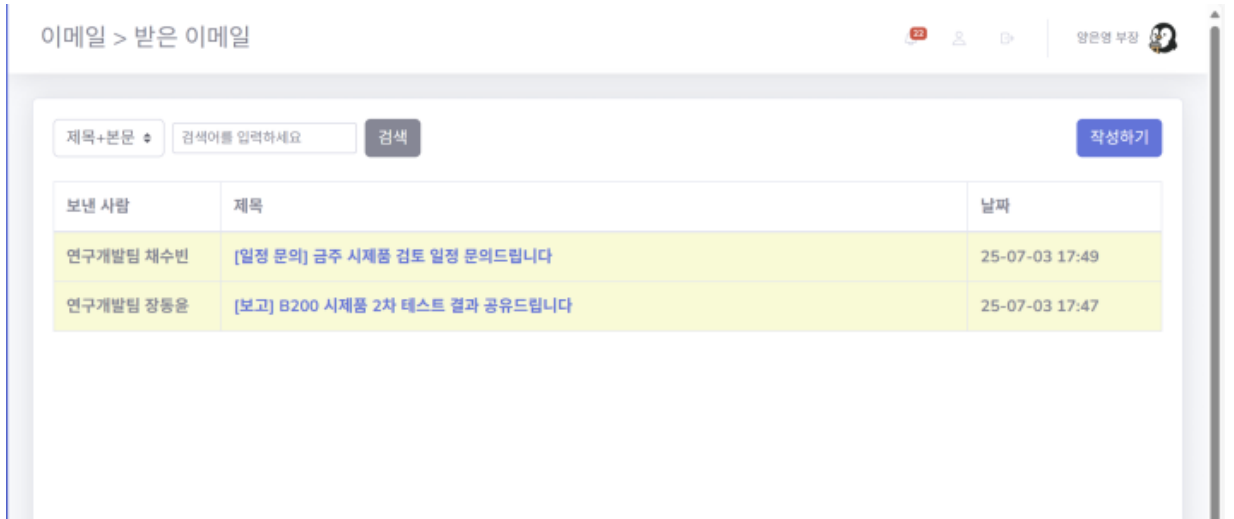 이메일 > 받은 이메일
22
양은영 부장
제목+본문
검색어를 입력하세요
검색
작성하기
보낸 사람 제목 날짜
연구개발팀 채수빈 [일정 문의] 금주 시제품 검토 일정 문의드립니다 25-07-03 17:49
연구개발팀 장동윤 [보고] B200 시제품 2차 테스트 결과 공유드립니다 25-07-03 17:47